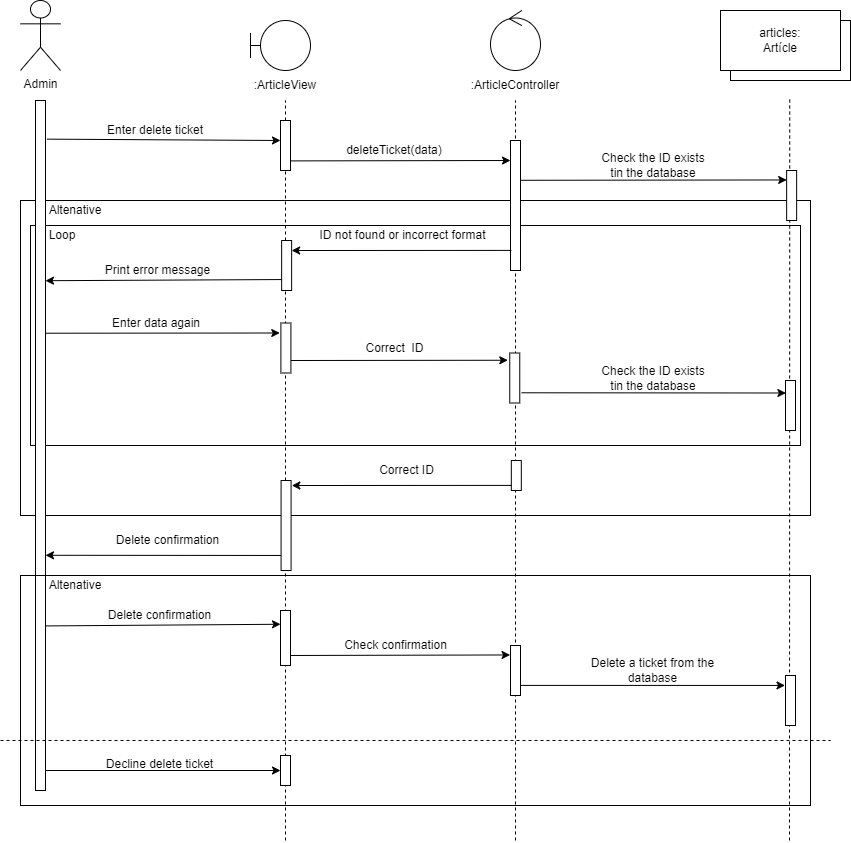 articles:
Artícle
Admin
:ArticleView
:ArticleController
Enter delete ticket
deleteTicket(data)
Check the ID exists
tin the database
Altenative
Loop
ID not found or incorrect format
Print error message
Enter data again
Correct  ID
Check the ID exists
tin the database
Correct ID
Delete confirmation
Altenative
Delete confirmation
Check confirmation
Delete a ticket from the
database
Decline delete ticket